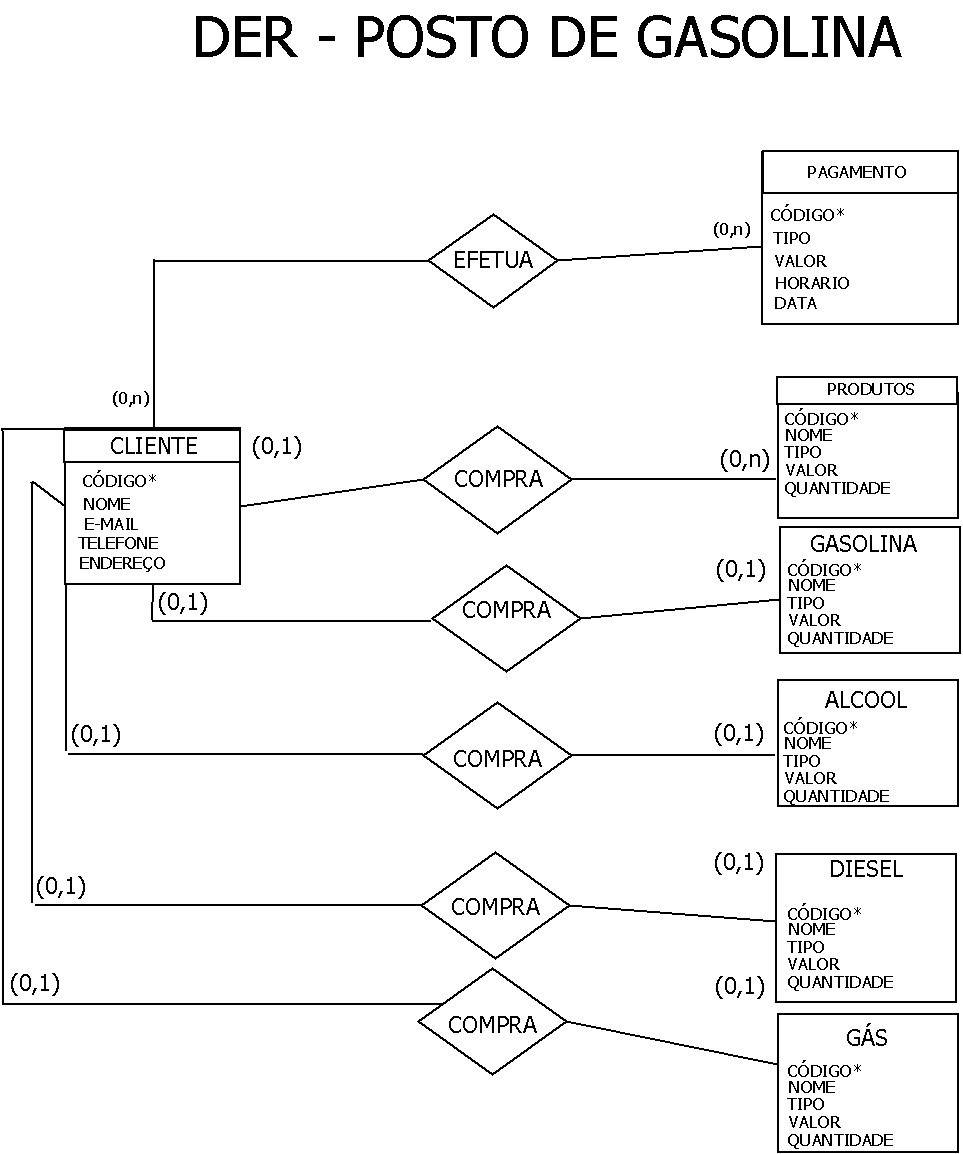 DER - POSTO DE GASOLINA
PAGAMENTO
CÓDIGO*
TIPO
VALOR
HORARIO
DATA
(0,n)
EFETUA
(0,n)
CLIENTE
CÓDIGO*
NOME
E-MAIL
TELEFONE
ENDEREÇO
(0,1)
COMPRA
(0,n)
PRODUTOS
CÓDIGO*
NOME
TIPO
VALOR
QUANTIDADE
(0,1)
COMPRA
(0,1)
GASOLINA
CÓDIGO*
NOME
TIPO
VALOR
QUANTIDADE
(0,1)
COMPRA
(0,1)
ALCOOL
CÓDIGO*
NOME
TIPO
VALOR
QUANTIDADE
(0,1)
COMPRA
(0,1)
DIESEL
CÓDIGO*
NOME
TIPO
VALOR
QUANTIDADE
(0,1)
COMPRA
(0,1)
GÁS
CÓDIGO*
NOME
TIPO
VALOR
QUANTIDADE